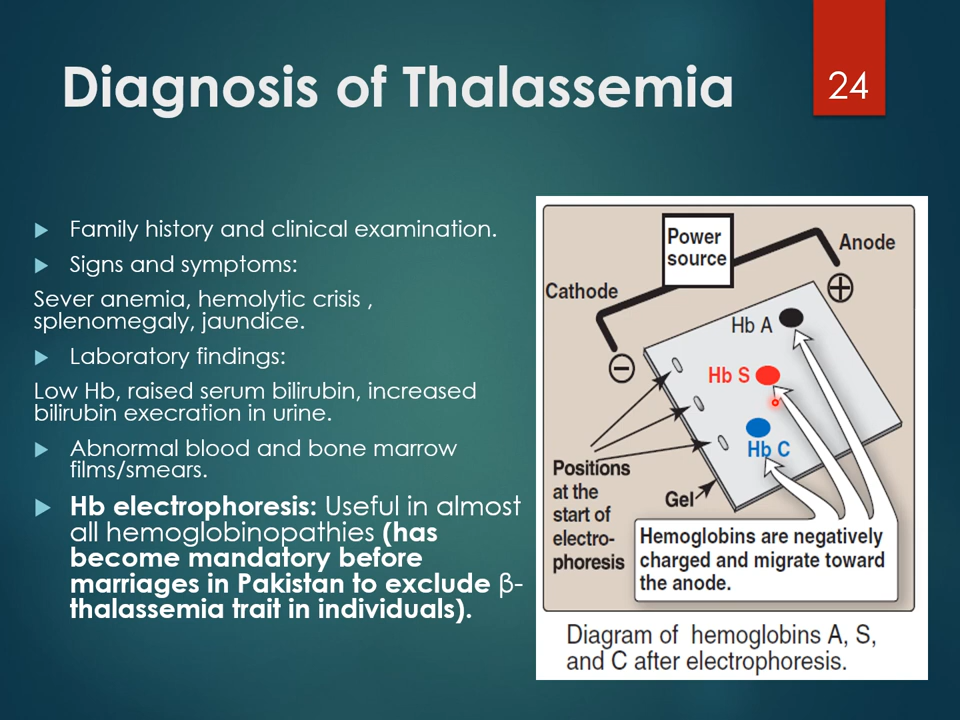 Diagnosis of Thalassemia
24
Family history and clinical examination.
Signs and symptoms:
Sever anemia, hemolytic crisis ,
splenomegaly, jaundice.
Laboratory findings:
Low Hb, raised serum bilirubin, increased
bilirubin execration in urine.
Abnormal blood and bone marrow
films/smears.
Hb electrophoresis: Useful in almost
all hemoglobinopathies (has
become mandatory before
marriages in Pakistan to exclude β-
thalassemia trait in individuals).
Power
source
Anode
Cathode
Hb A
Hb S
Hb C
Positions
at the
start of
electro-
phoresis
Gel
Hemoglobins are negatively
charged and migrate toward
the anode.
Diagram of hemoglobins A, S,
and C after electrophoresis.